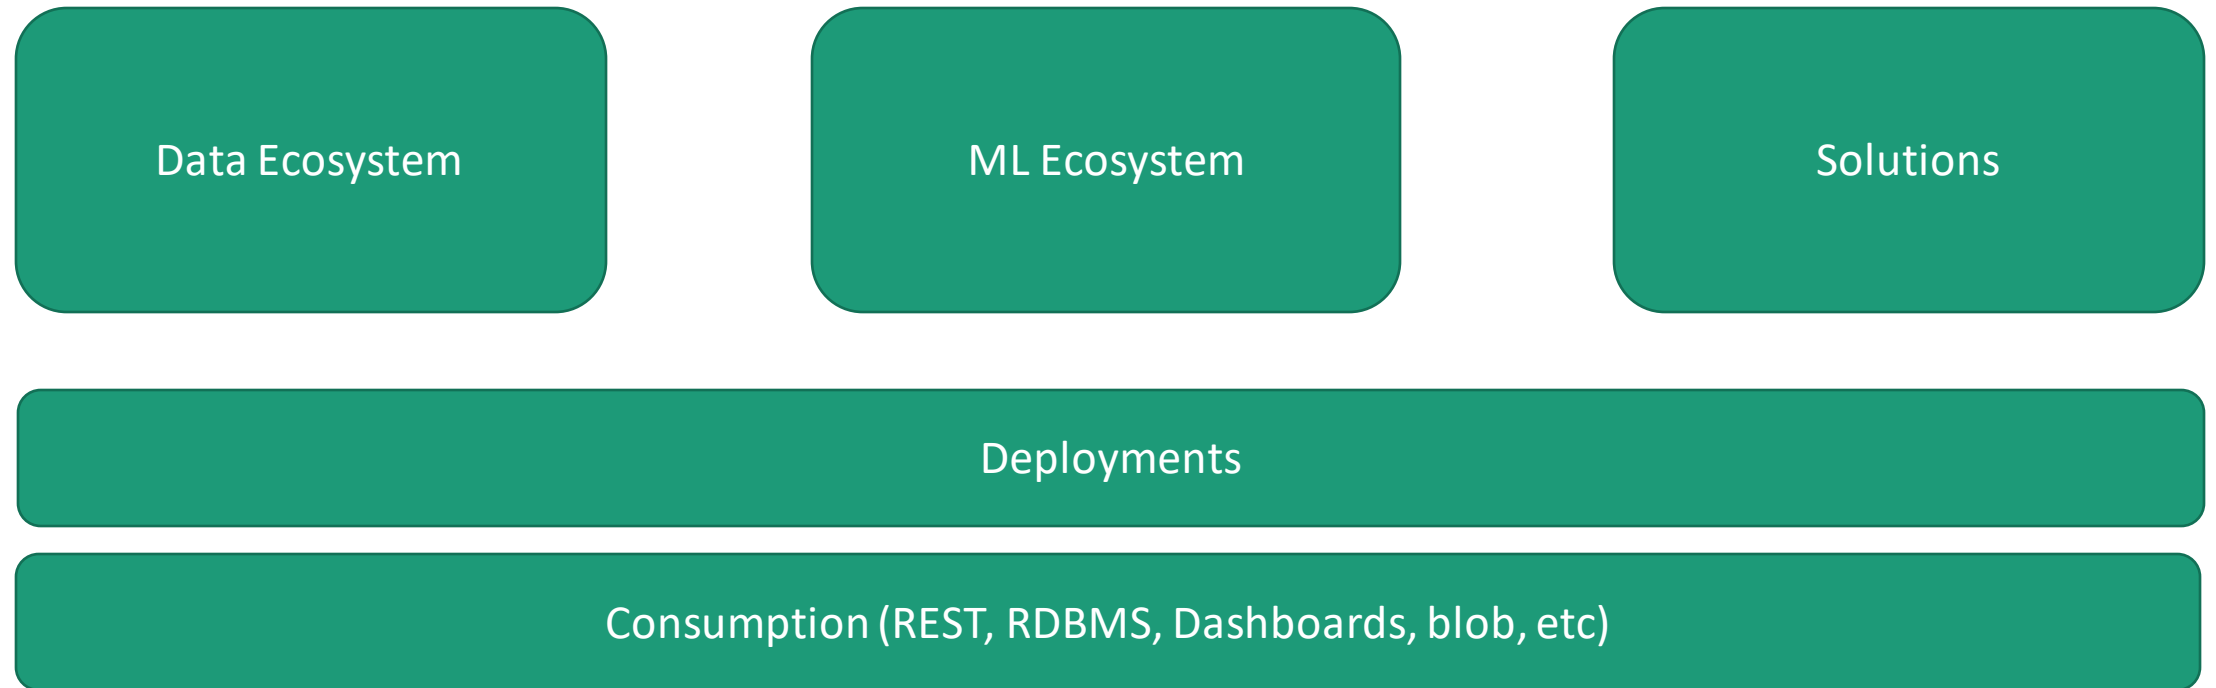 Data Ecosystem
ML Ecosystem
Solutions
Deployments
Consumption (REST, RDBMS, Dashboards, blob, etc)